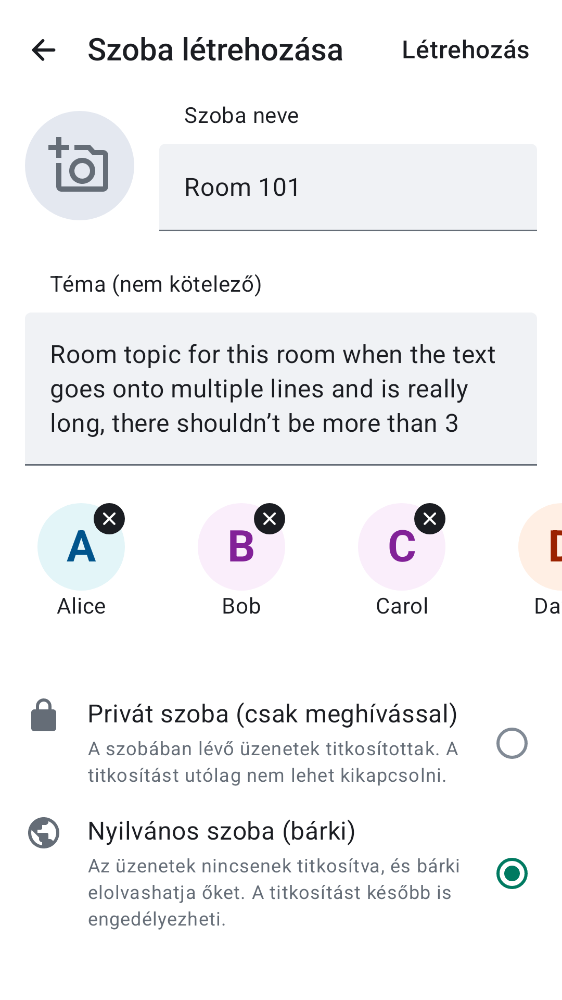 Szoba létrehozása
Létrehozás
Szoba neve
Room 101
Téma (nem kötelező)
Room topic for this room when the text
goes onto multiple lines and is really
long, there shouldn’t be more than 3
A
B
C
D
Alice
Bob
Carol
Da
Privát szoba (csak meghívással)
A szobában lévő üzenetek titkosítottak. A
titkosítást utólag nem lehet kikapcsolni.
Nyilvános szoba (bárki)
Az üzenetek nincsenek titkosítva, és bárki
elolvashatja őket. A titkosítást később is
engedélyezheti.